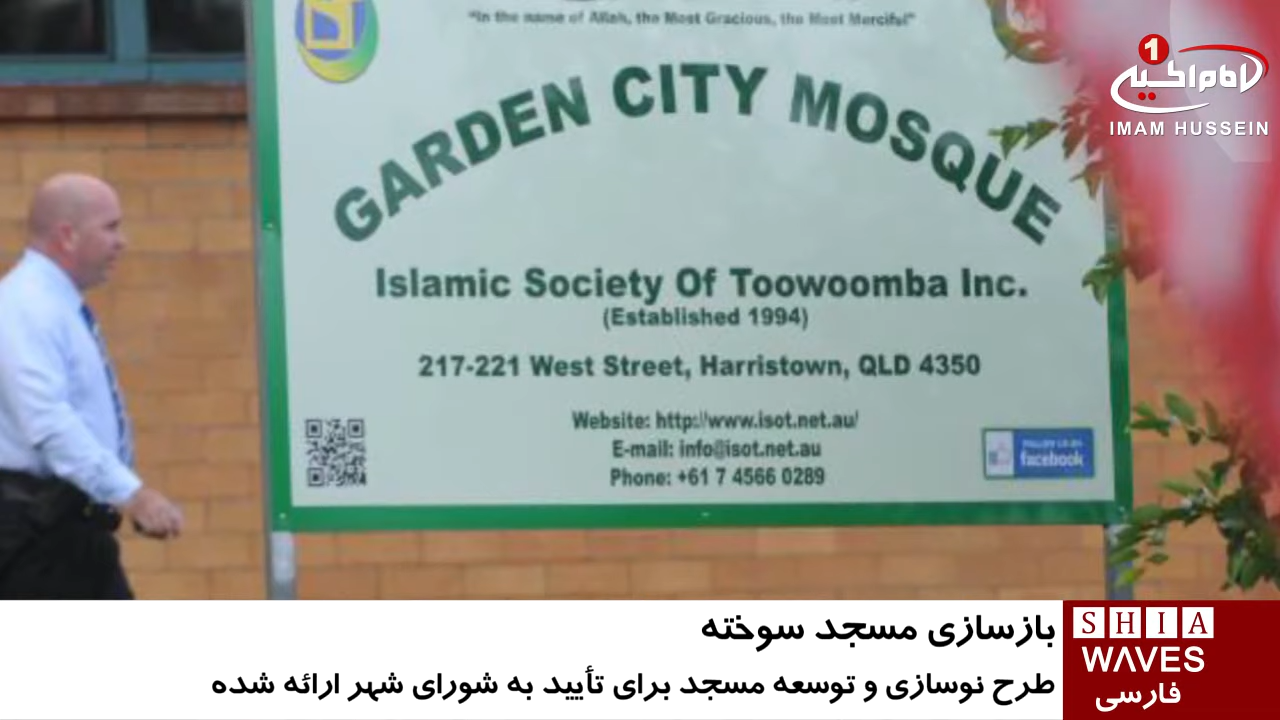 "In the name of Allah, the Most Gracious, the Most Merciful"
GARDEN CITY MOSQUE
Islamic Society Of Toowoomba Inc.
(Established 1994)
217-221 West Street, Harristown, QLD 4350
Website: http://www.isot.net.au/
E-mail: info@isot.net.au
Phone: +61 7 4566 0289
FOLLOW US ON
facebook
1
IMAM HUSSEIN
بازسازی مسجد سوخته
طرح نوسازی و توسعه مسجد برای تأیید به شورای شهر ارائه شده
SHIA
WAVES
فارسی